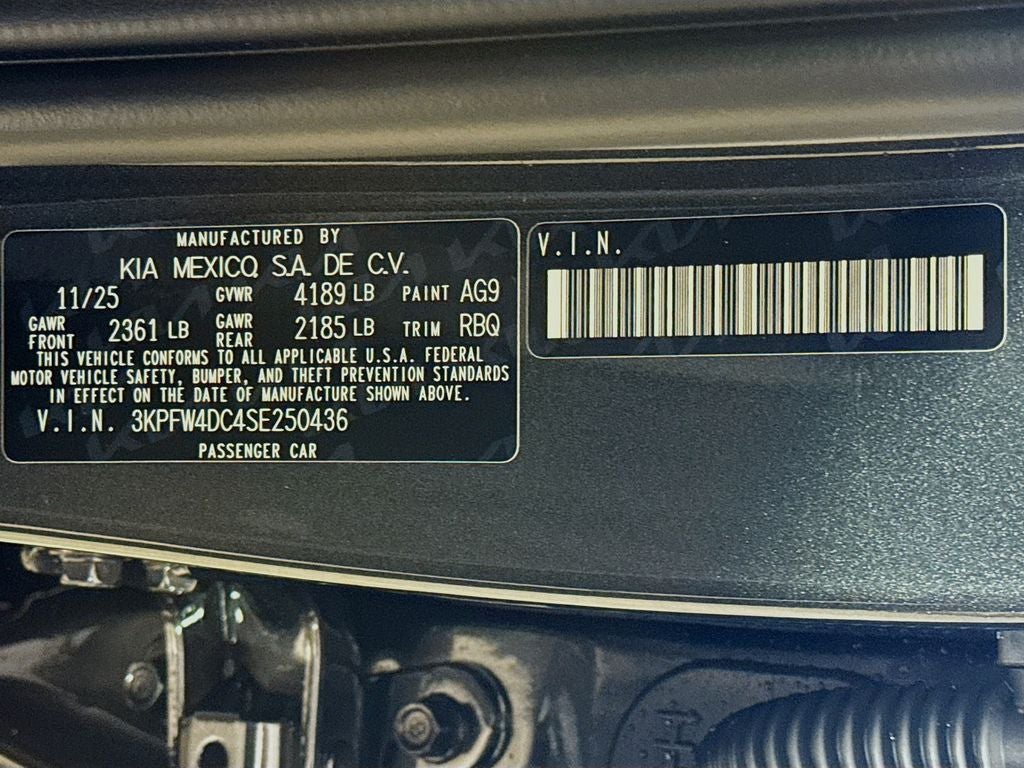 MANUFACTURED BY
KIA MEXICO, S.A. DE C.V.
11/25 GVWR 4189 LB PAINT AG9
GAWR FRONT 2361 LB GAWR REAR 2185 LB TRIM RBQ
THIS VEHICLE CONFORMS TO ALL APPLICABLE U.S.A. FEDERAL
MOTOR VEHICLE SAFETY, BUMPER, AND THEFT PREVENTION STANDARDS
IN EFFECT ON THE DATE OF MANUFACTURE SHOWN ABOVE.
V.I.N. 3KPFW4DC4SE250436
PASSENGER CAR
V.I.N.